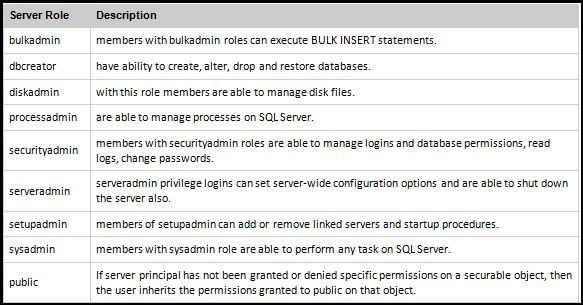 Server Role Description
bulkadmin members with bulkadmin roles can execute BULK INSERT statements.
dbcreator have ability to create, alter, drop and restore databases.
diskadmin with this role members are able to manage disk files.
processadmin are able to manage processes on SQL Server.
securityadmin members with securityadmin roles are able to manage logins and database permissions, read
logs, change passwords.
serveradmin serveradmin privilege logins can set server-wide configuration options and are able to shut down
the server also.
setupadmin members of setupadmin can add or remove linked servers and startup procedures.
sysadmin members with sysadmin role are able to perform any task on SQL Server.
public If server principal has not been granted or denied specific permissions on a securable object, then
the user inherits the permissions granted to public on that object.